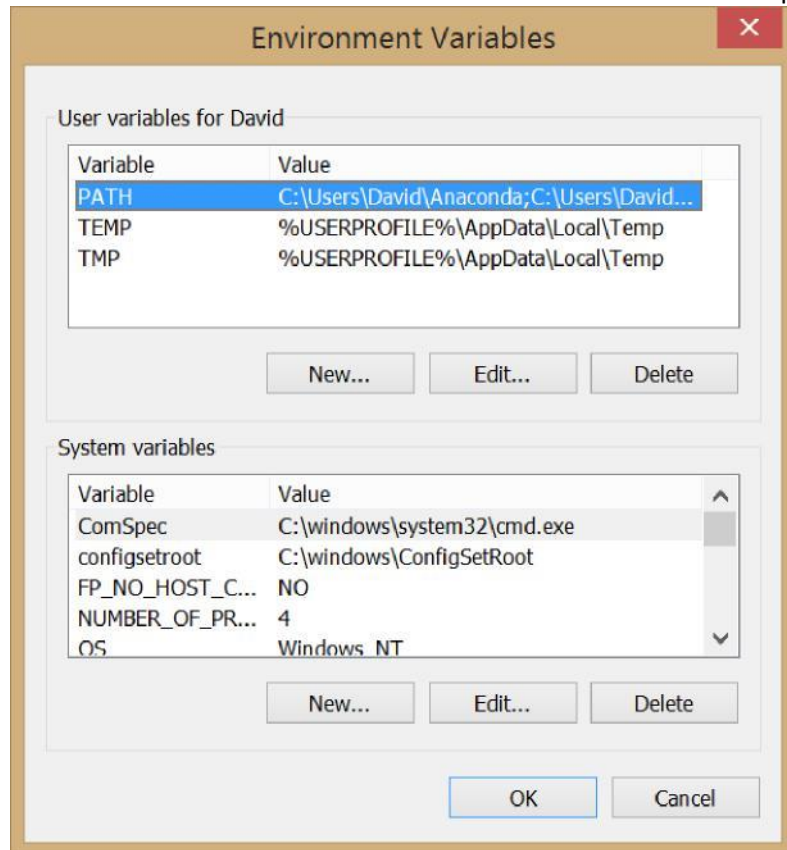 Environment Variables
User variables for David
Variable Value
PATH C:\Users\David\Anaconda;C:\Users\David...
TEMP %USERPROFILE%\AppData\Local\Temp
TMP %USERPROFILE%\AppData\Local\Temp
New... Edit... Delete
System variables
Variable Value
ComSpec C:\windows\system32\cmd.exe
configsetroot C:\windows\ConfigSetRoot
FP_NO_HOST_C... NO
NUMBER_OF_PR... 4
OS Windows_NT
New... Edit... Delete
OK Cancel